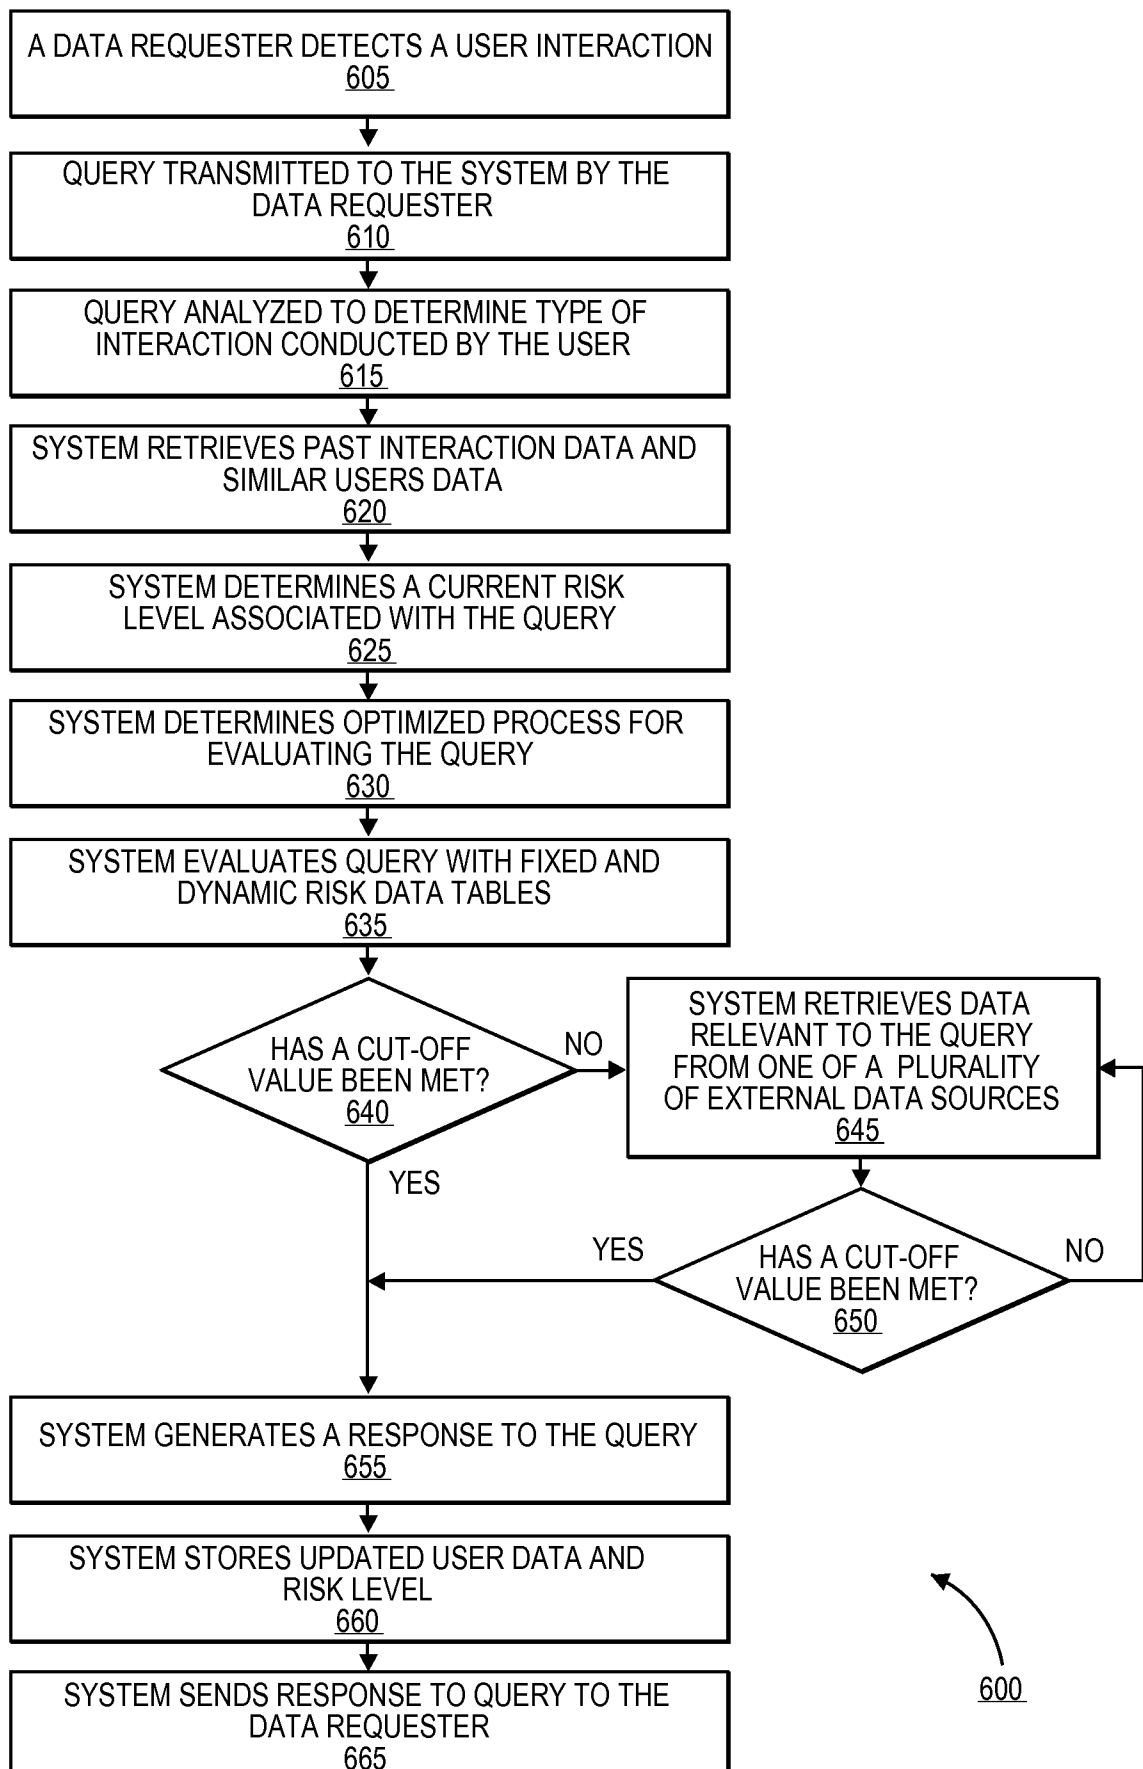 A DATA REQUESTER DETECTS A USER INTERACTION
605
QUERY TRANSMITTED TO THE SYSTEM BY THE
DATA REQUESTER
610
QUERY ANALYZED TO DETERMINE TYPE OF
INTERACTION CONDUCTED BY THE USER
615
SYSTEM RETRIEVES PAST INTERACTION DATA AND
SIMILAR USERS DATA
620
SYSTEM DETERMINES A CURRENT RISK
LEVEL ASSOCIATED WITH THE QUERY
625
SYSTEM DETERMINES OPTIMIZED PROCESS FOR
EVALUATING THE QUERY
630
SYSTEM EVALUATES QUERY WITH FIXED AND
DYNAMIC RISK DATA TABLES
635
HAS A CUT-OFF
VALUE BEEN MET?
640
NO
YES
SYSTEM RETRIEVES DATA
RELEVANT TO THE QUERY
FROM ONE OF A PLURALITY
OF EXTERNAL DATA SOURCES
645
HAS A CUT-OFF
VALUE BEEN MET?
650
YES
NO
SYSTEM GENERATES A RESPONSE TO THE QUERY
655
SYSTEM STORES UPDATED USER DATA AND
RISK LEVEL
660
SYSTEM SENDS RESPONSE TO QUERY TO THE
DATA REQUESTER
665
600